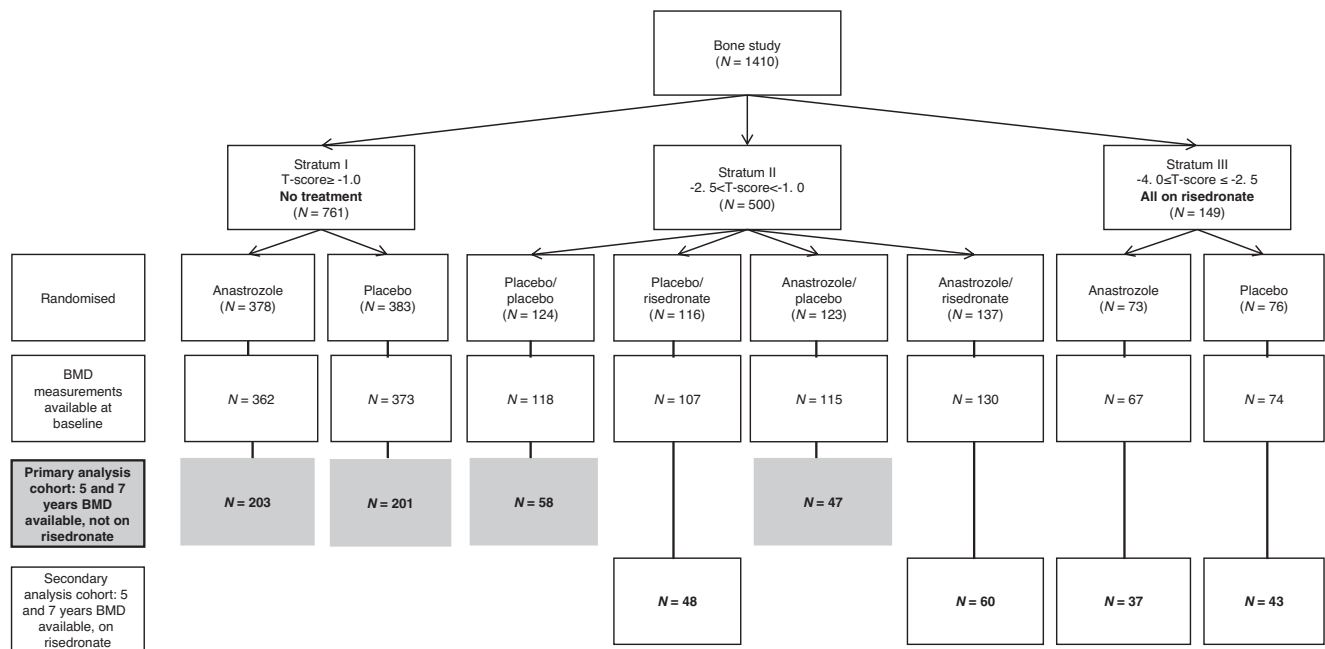 Bone study
(N = 1410)
Stratum I
T-score≥ -1.0
No treatment
(N = 761)
Stratum II
-2. 5<T-score<-1. 0
(N = 500)
Stratum III
-4. 0≤T-score ≤ -2. 5
All on risedronate
(N = 149)
Randomised
Anastrozole
(N = 378)
Placebo
(N = 383)
Placebo/
placebo
(N = 124)
Placebo/
risedronate
(N = 116)
Anastrozole/
placebo
(N = 123)
Anastrozole/
risedronate
(N = 137)
Anastrozole
(N = 73)
Placebo
(N = 76)
BMD
measurements
available at
baseline
N = 362
N = 373
N = 118
N = 107
N = 115
N = 130
N = 67
N = 74
Primary analysis
cohort: 5 and 7
years BMD
available, not on
risedronate
N = 203
N = 201
N = 58
N = 47
Secondary
analysis cohort: 5
and 7 years BMD
available, on
risedronate
N = 48
N = 60
N = 37
N = 43